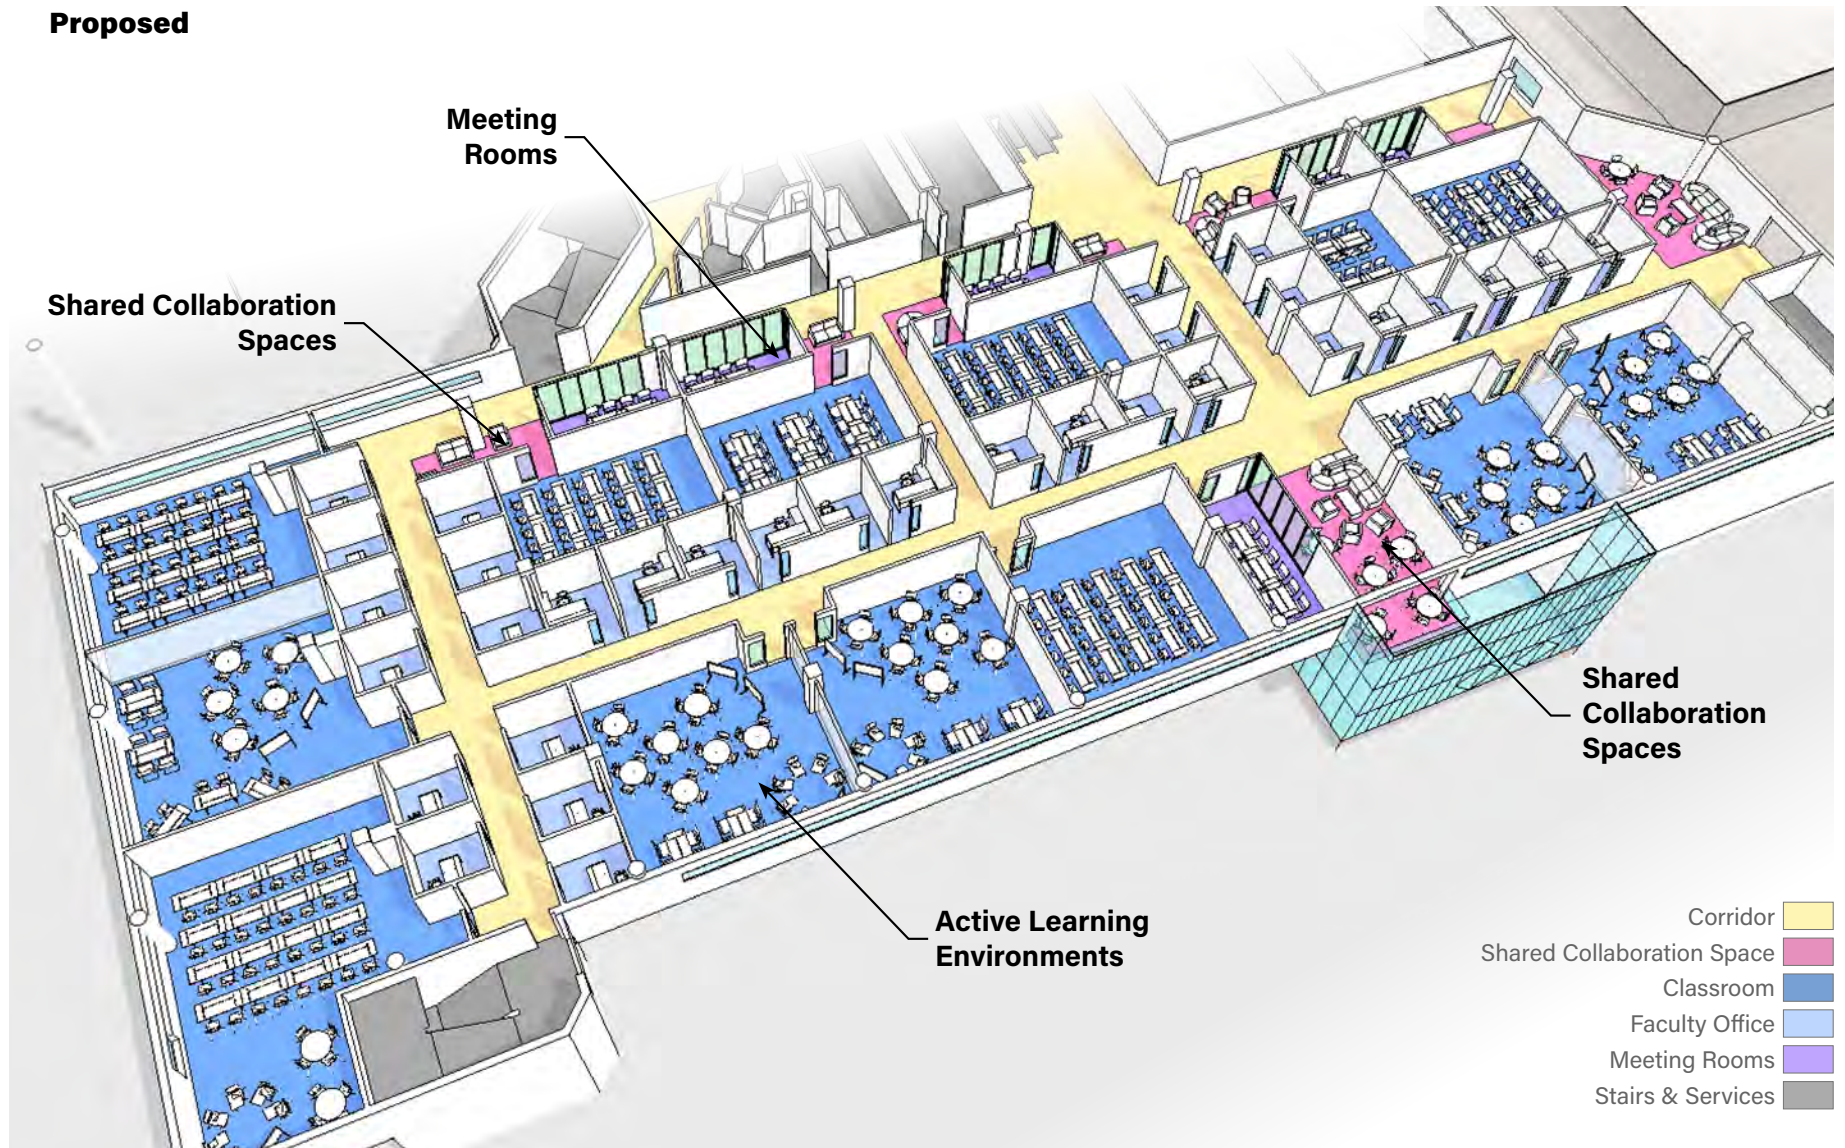 Proposed
Meeting
Rooms
Shared Collaboration
Spaces
Shared
Collaboration
Spaces
Active Learning
Environments
Corridor
Shared Collaboration Space
Classroom
Faculty Office
Meeting Rooms
Stairs & Services